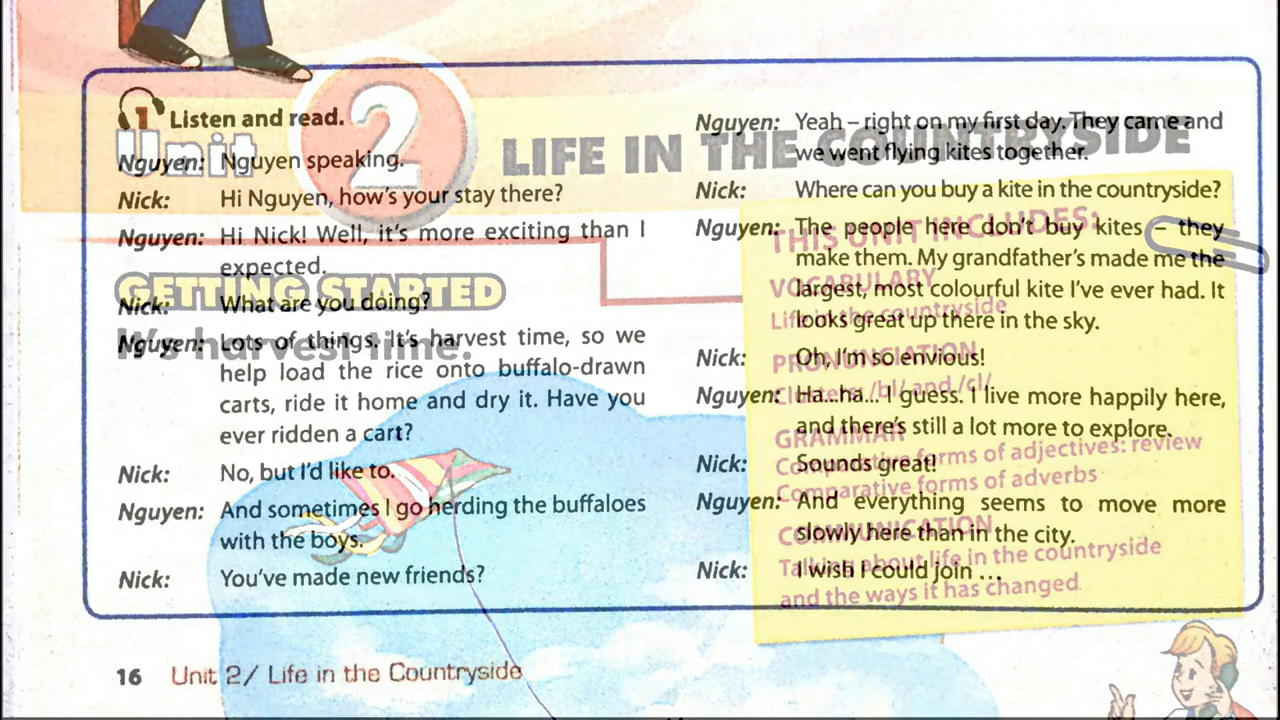 1 Listen and read.
Nguyen: Nguyen speaking.
Nick: Hi Nguyen, how's your stay there?
Nguyen: Hi Nick! Well, it's more exciting than I
expected.
Nick: What are you doing?
Nguyen: Lots of things. It's harvest time, so we
help load the rice onto buffalo-drawn
carts, ride it home and dry it. Have you
ever ridden a cart?
Nick: No, but I'd like to.
Nguyen: And sometimes I go herding the buffaloes
with the boys.
Nick: You've made new friends?
Nguyen: Yeah – right on my first day. They came and
we went flying kites together.
Nick: Where can you buy a kite in the countryside?
Nguyen: The people here don't buy kites – they
make them. My grandfather's made me the
largest, most colourful kite I've ever had. It
looks great up there in the sky.
Nick: Oh, I'm so envious!
Nguyen: Ha...ha... I guess. I live more happily here,
and there's still a lot more to explore.
Nick: Sounds great!
Nguyen: And everything seems to move more
slowly here than in the city.
Nick: I wish I could join ...
Unit 2 LIFE IN THE COUNTRYSIDE
GETTING STARTED
It's harvest time.
THIS UNIT INCLUDES:
VOCABULARY
Life in the countryside
PRONUNCIATION
Clusters: /bl/ and /cl/
GRAMMAR
Comparative forms of adjectives: review
Comparative forms of adverbs
COMMUNICATION
Talking about life in the countryside
and the ways it has changed
16 Unit 2/ Life in the Countryside